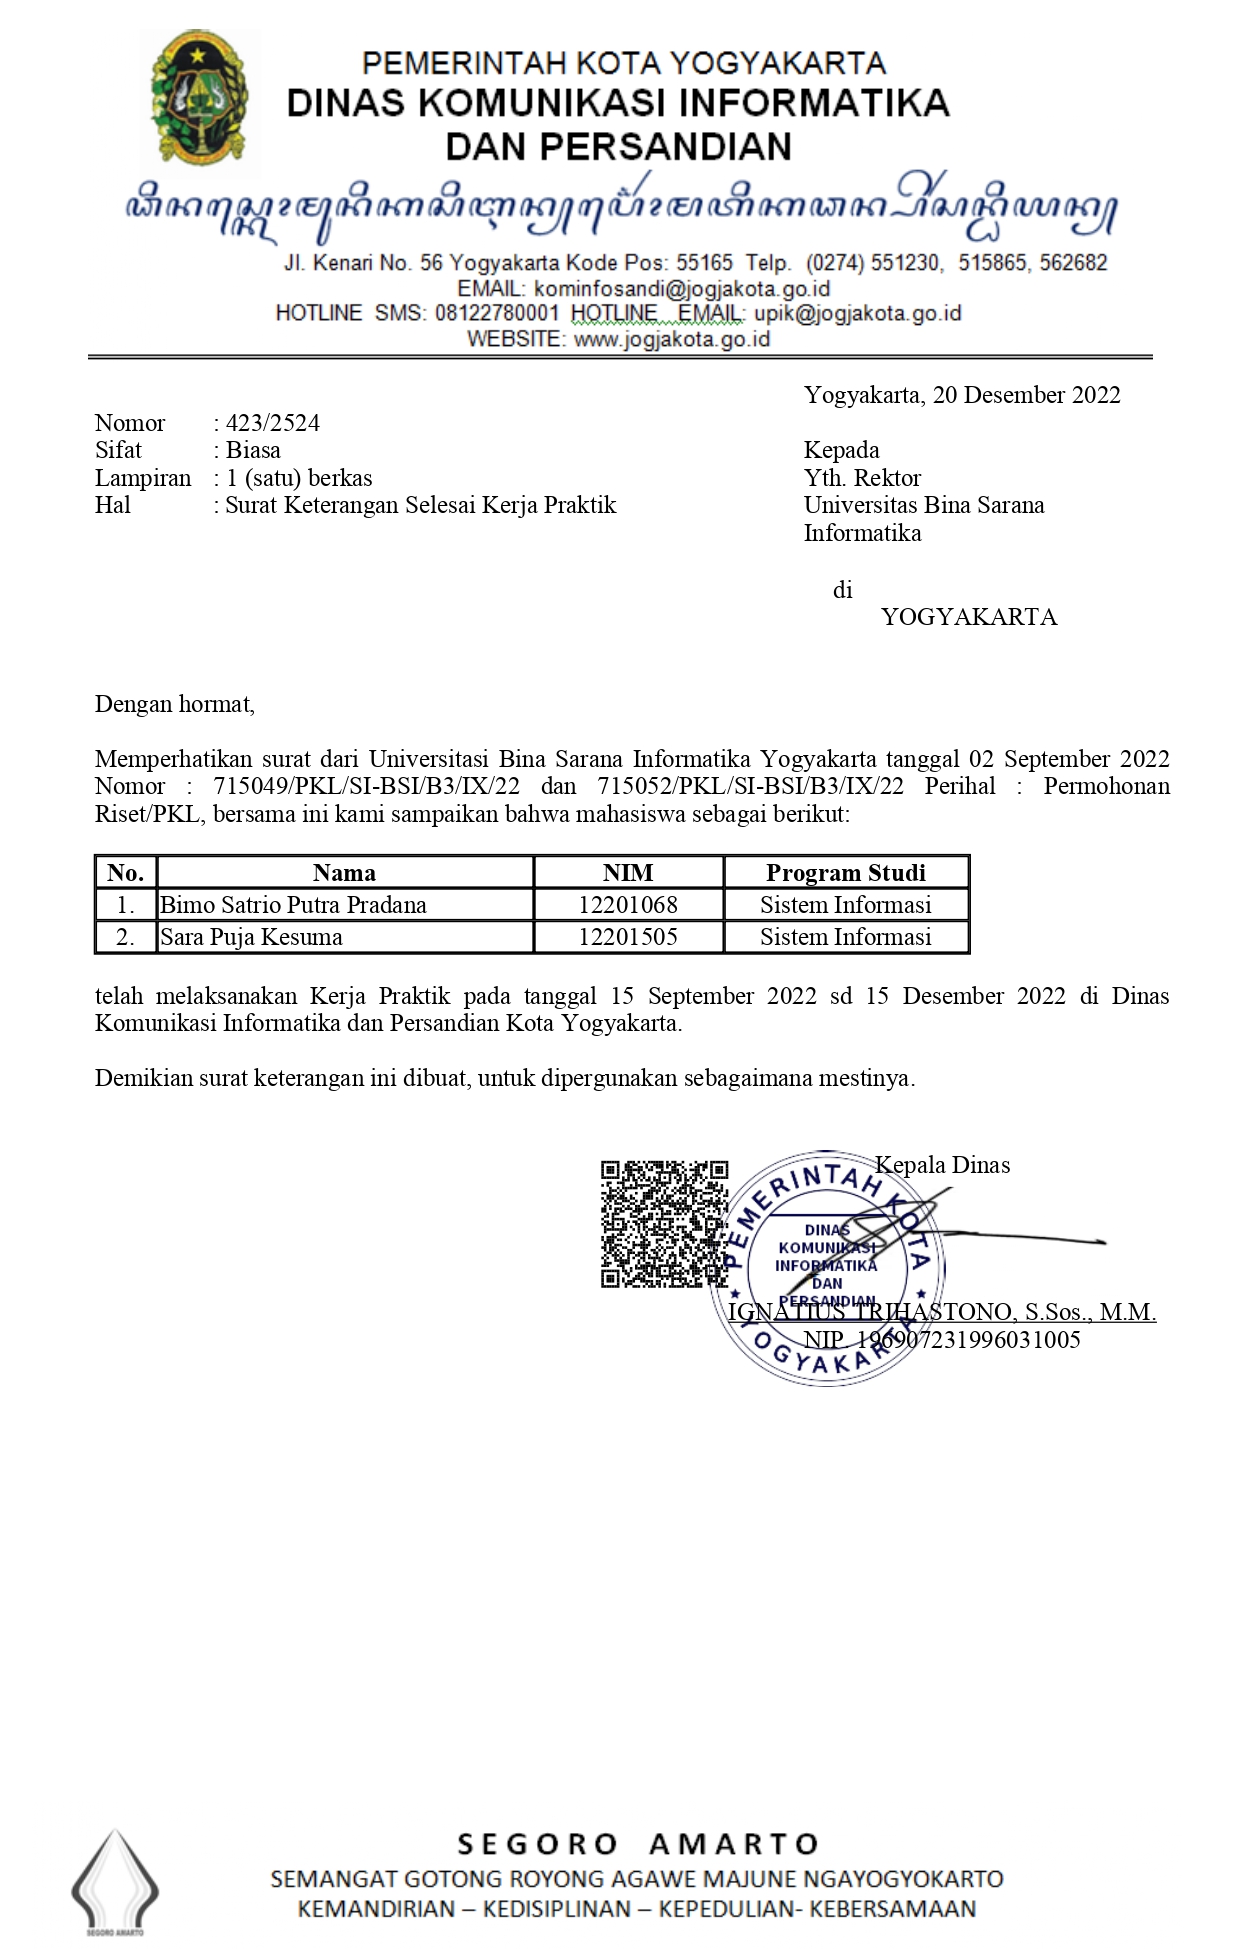 PEMERINTAH KOTA YOGYAKARTA
DINAS KOMUNIKASI INFORMATIKA
DAN PERSANDIAN
Jl. Kenari No. 56 Yogyakarta Kode Pos: 55165 Telp. (0274) 551230, 515865, 562682
EMAIL: kominfosandi@jogjakota.go.id
HOTLINE SMS: 08122780001 HOTLINE EMAIL: upik@jogjakota.go.id
WEBSITE: www.jogjakota.go.id
Yogyakarta, 20 Desember 2022
Nomor : 423/2524
Sifat : Biasa
Lampiran : 1 (satu) berkas
Hal : Surat Keterangan Selesai Kerja Praktik
Kepada
Yth. Rektor
Universitas Bina Sarana
Informatika
di
YOGYAKARTA
Dengan hormat,
Memperhatikan surat dari Universitasi Bina Sarana Informatika Yogyakarta tanggal 02 September 2022
Nomor : 715049/PKL/SI-BSI/B3/IX/22 dan 715052/PKL/SI-BSI/B3/IX/22 Perihal : Permohonan
Riset/PKL, bersama ini kami sampaikan bahwa mahasiswa sebagai berikut:
No. Nama NIM Program Studi
1. Bimo Satrio Putra Pradana 12201068 Sistem Informasi
2. Sara Puja Kesuma 12201505 Sistem Informasi
telah melaksanakan Kerja Praktik pada tanggal 15 September 2022 sd 15 Desember 2022 di Dinas
Komunikasi Informatika dan Persandian Kota Yogyakarta.
Demikian surat keterangan ini dibuat, untuk dipergunakan sebagaimana mestinya.
Kepala Dinas
PEMERINTAH KOTA
DINAS
KOMUNIKASI
INFORMATIKA
DAN
PERSANDIAN
YOGYAKARTA
IGNATIUS TRIHASTONO, S.Sos., M.M.
NIP. 196907231996031005
SEGORO AMARTO
SEMANGAT GOTONG ROYONG AGAWE MAJUNE NGAYOGYOKARTO
KEMANDIRIAN – KEDISIPLINAN – KEPEDULIAN- KEBERSAMAAN
SEGORO AMARTO